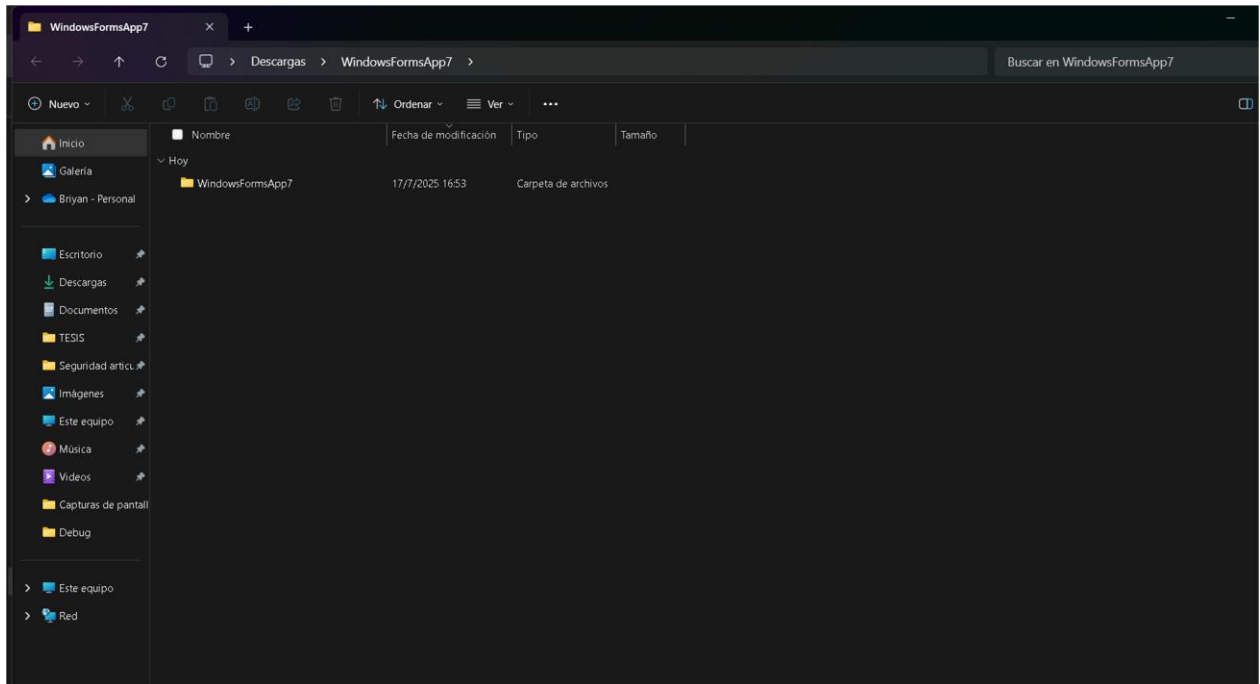 WindowsFormsApp7
Descargas > WindowsFormsApp7 >
Buscar en WindowsFormsApp7
Nuevo
Ordenar
Ver
Nombre
Fecha de modificación
Tipo
Tamaño
Inicio
Galería
Briyan - Personal
Escritorio
Descargas
Documentos
TESIS
Seguridad articu
Imágenes
Este equipo
Música
Videos
Capturas de pantall
Debug
Este equipo
Red
Hoy
WindowsFormsApp7 17/7/2025 16:53 Carpeta de archivos